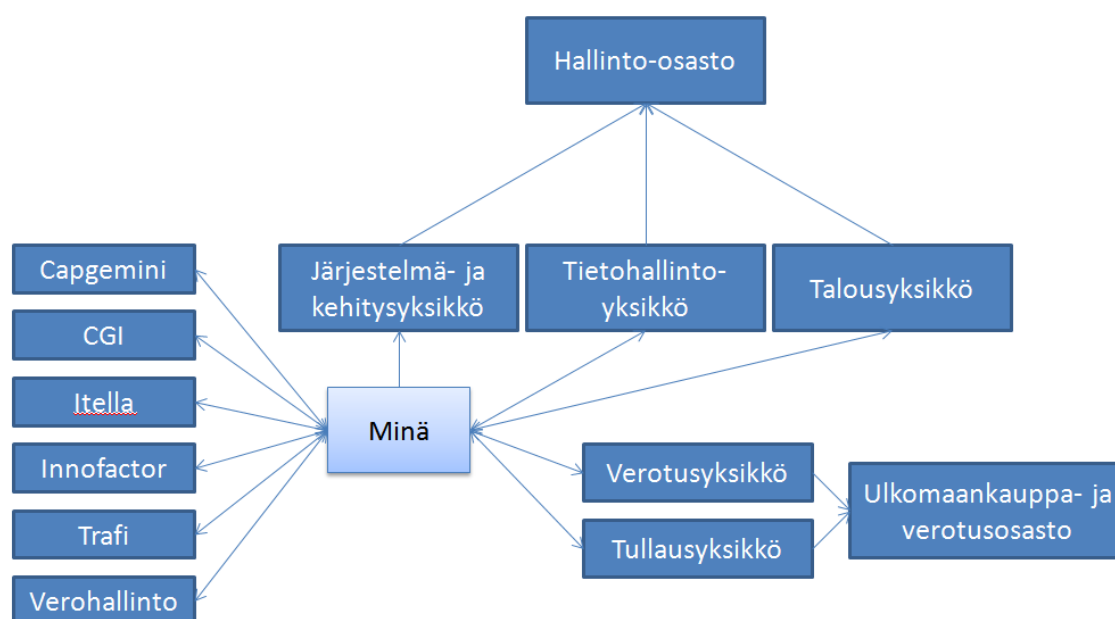 Hallinto-osasto
Capgemini
CGI
Itella
Innofactor
Trafi
Verohallinto
Järjestelmä- ja
kehitysyksikkö
Tietohallinto-
yksikkö
Talousyksikkö
Minä
Verotusyksikkö
Tullausyksikkö
Ulkomaankauppa- ja
verotusosasto